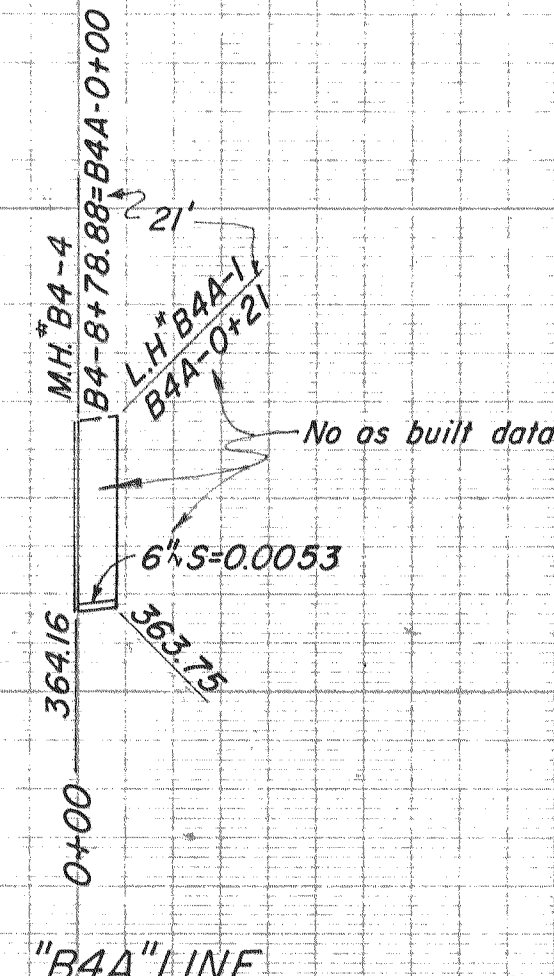 M.H.#B4-4
B4-8+78.88=B4A-0+00
21'
L.H#B4A-1
B4A-0+21
No as built data
6"~S=0.0053
364.16
363.75
0+00
"B4A" LINE